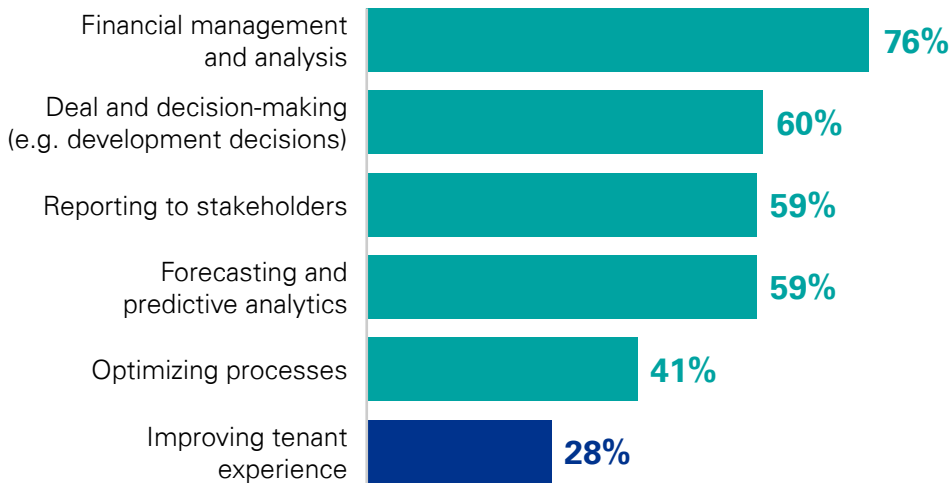 Financial management
and analysis
76%
Deal and decision-making
(e.g. development decisions)
60%
Reporting to stakeholders
59%
Forecasting and
predictive analytics
59%
Optimizing processes
41%
Improving tenant
experience
28%